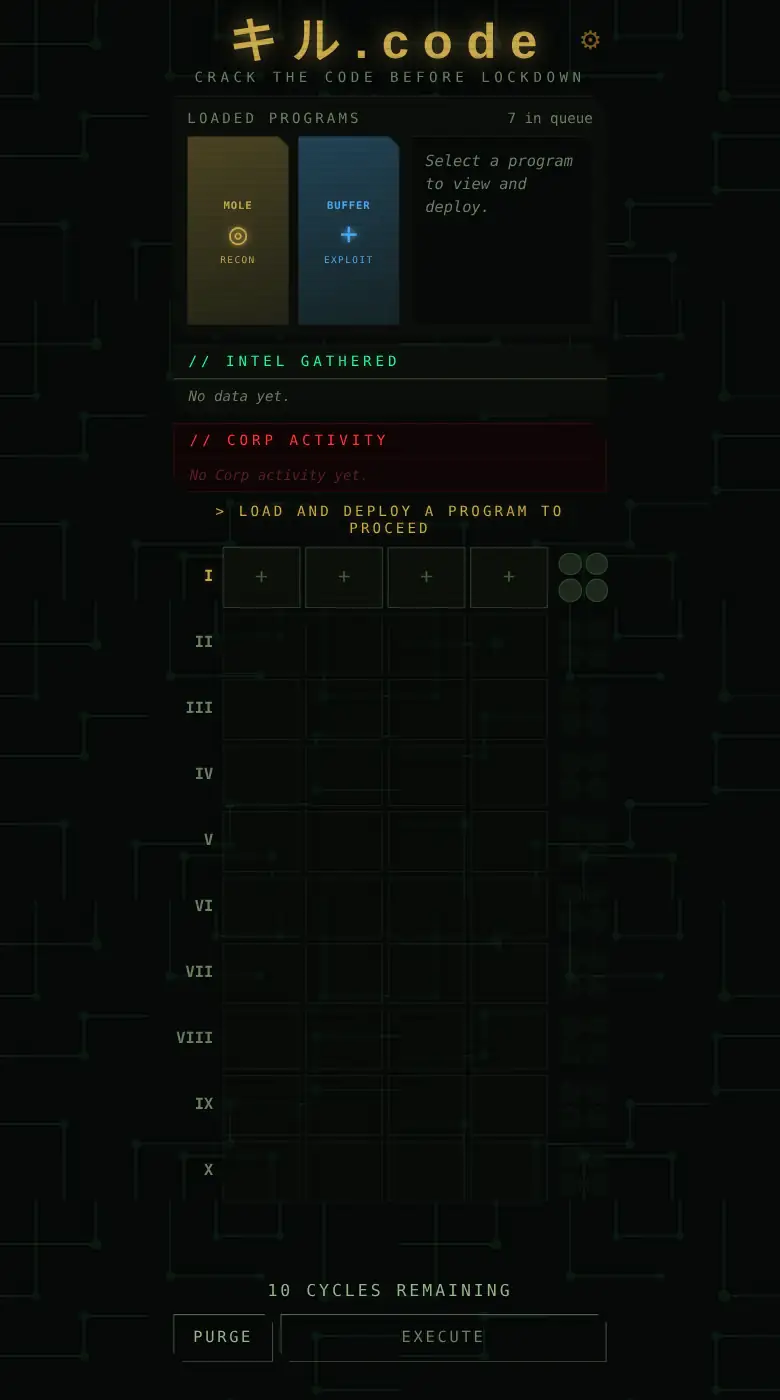 キル.code
CRACK THE CODE BEFORE LOCKDOWN
LOADED PROGRAMS
7 in queue
MOLE
RECON
BUFFER
EXPLOIT
Select a program
to view and
deploy.
// INTEL GATHERED
No data yet.
// CORP ACTIVITY
No Corp activity yet.
> LOAD AND DEPLOY A PROGRAM TO
PROCEED
I + + + +
II
III
IV
V
VI
VII
VIII
IX
X
10 CYCLES REMAINING
PURGE
EXECUTE